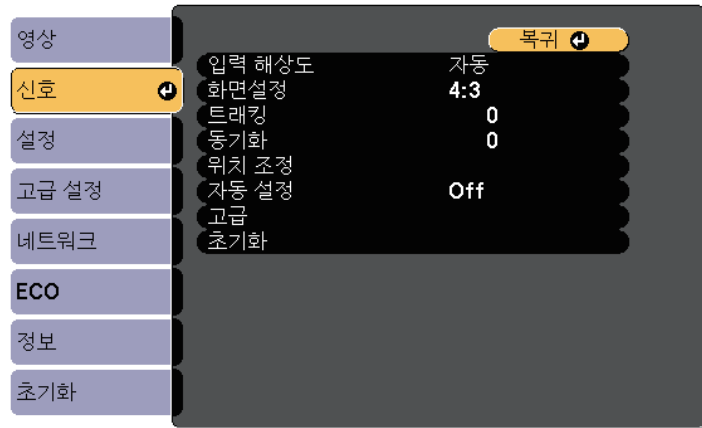 영상
신호
설정
고급 설정
네트워크
ECO
정보
초기화
복귀
입력 해상도 자동
화면설정 4:3
트래킹 0
동기화 0
위치 조정
자동 설정 Off
고급
초기화